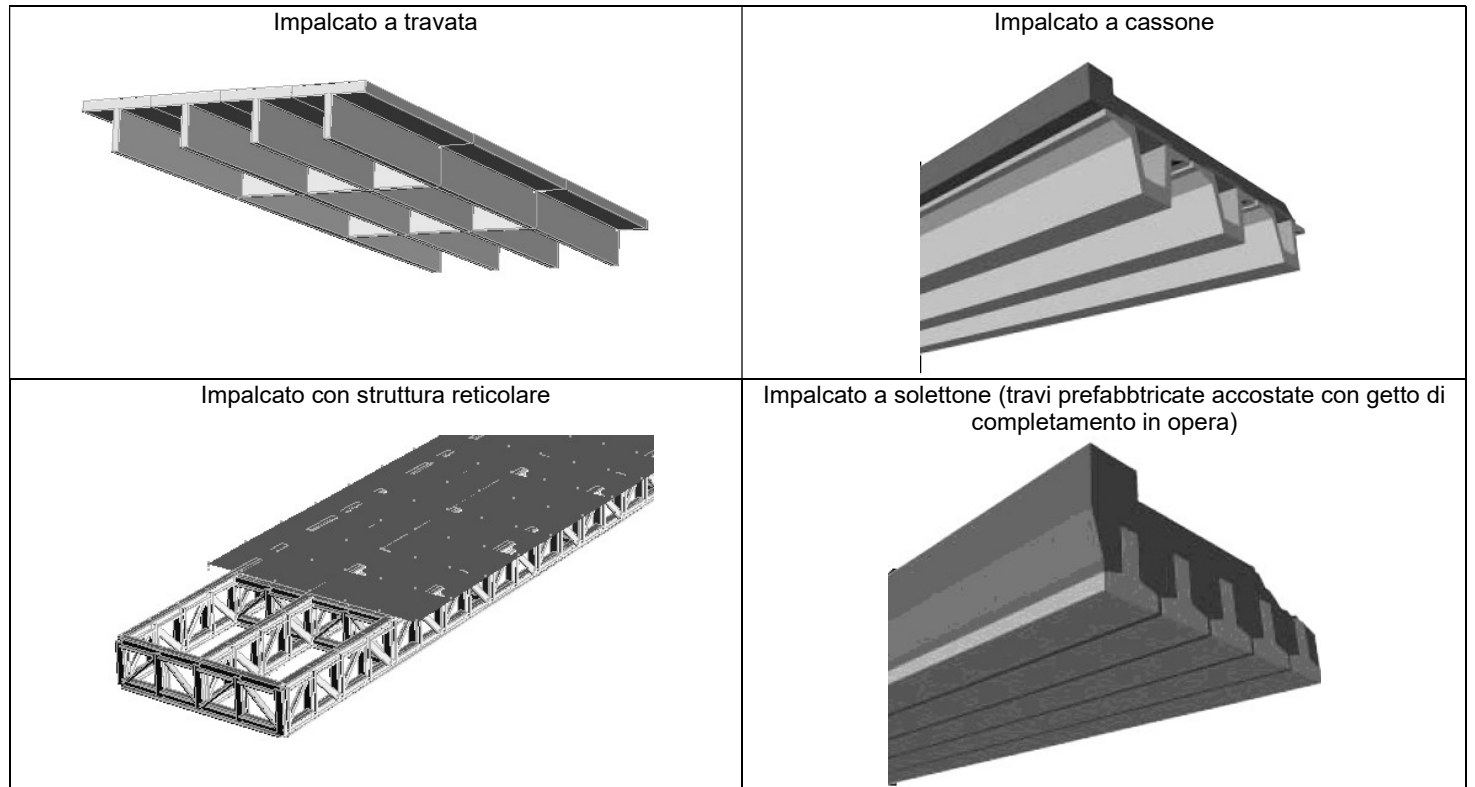 Impalcato a travata
Impalcato a cassone
Impalcato con struttura reticolare
Impalcato a solettone (travi prefabbtricate accostate con getto di
completamento in opera)